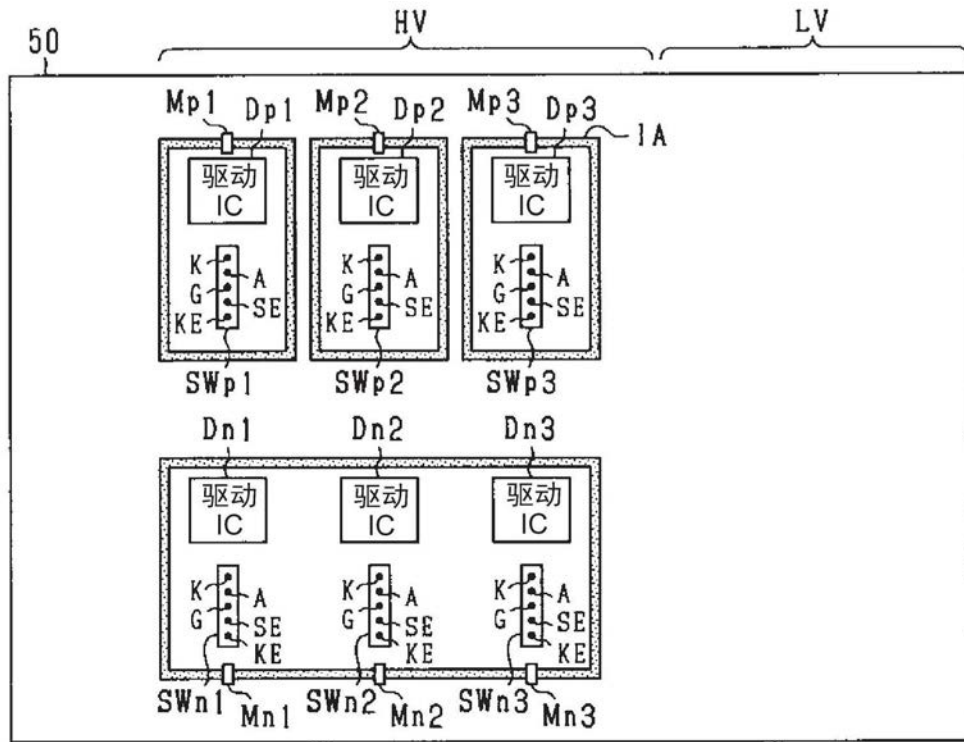 HV LV
50
Mp1 Dp1 Mp2 Dp2 Mp3 Dp3 1A
驱动 驱动 驱动
IC IC IC
K K K
A A A
G G G
SE SE SE
KE KE KE
SWp1 SWp2 SWp3
Dn1 Dn2 Dn3
驱动 驱动 驱动
IC IC IC
K K K
A A A
G G G
SE SE SE
KE KE KE
SWn1 Mn1 SWn2 Mn2 SWn3 Mn3